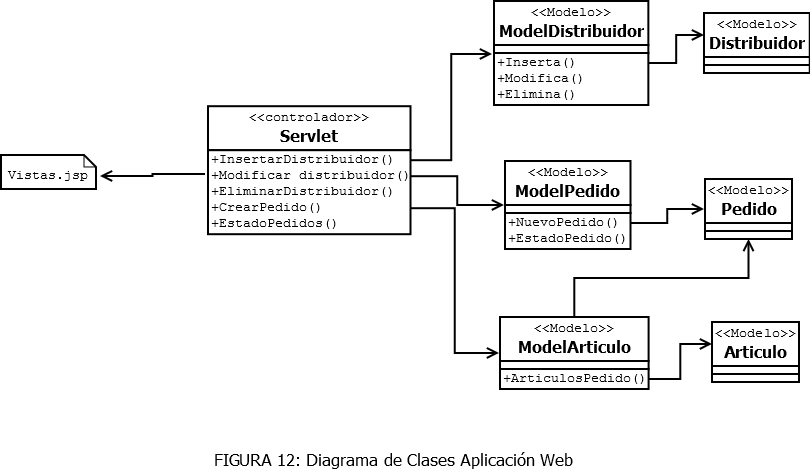 <<Modelo>>
ModelDistribuidor
+Inserta()
+Modifica()
+Elimina()
<<Modelo>>
Distribuidor
<<controlador>>
Servlet
+InsertarDistribuidor()
+Modificar distribuidor()
+EliminarDistribuidor()
+CrearPedido()
+EstadoPedidos()
Vistas.jsp
<<Modelo>>
ModelPedido
+NuevoPedido()
+EstadoPedido()
<<Modelo>>
Pedido
<<Modelo>>
ModelArticulo
+ArticulosPedido()
<<Modelo>>
Articulo
FIGURA 12: Diagrama de Clases Aplicación Web